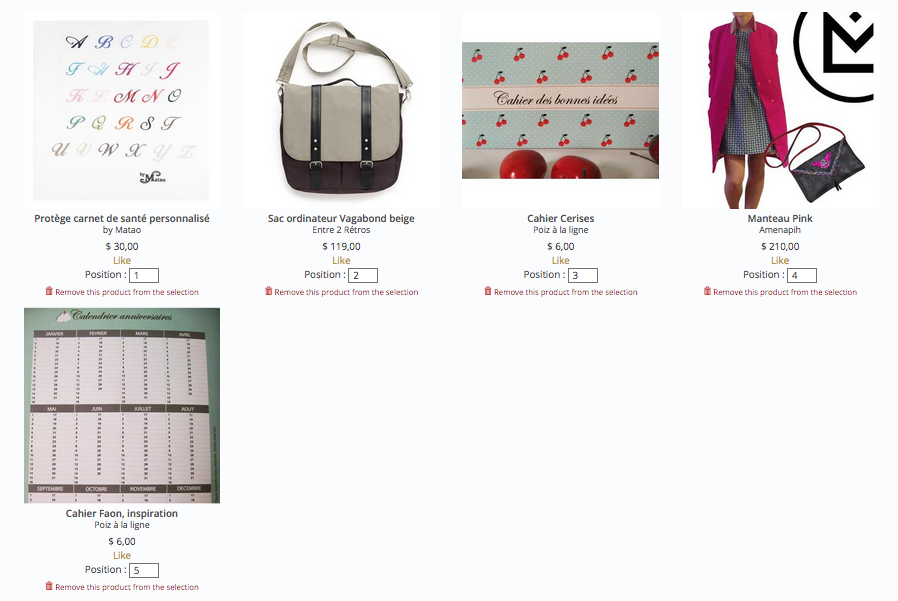 A B C D E
F G H I J
K L M N O
P Q R S T
U V W X Y Z
by Matao
Cahier des bonnes idées
Protège carnet de santé personnalisé
by Matao
$ 30,00
Like
Position : 1
Remove this product from the selection
Sac ordinateur Vagabond beige
Entre 2 Rétros
$ 119,00
Like
Position : 2
Remove this product from the selection
Cahier Cerises
Poiz à la ligne
$ 6,00
Like
Position : 3
Remove this product from the selection
Manteau Pink
Amenapih
$ 210,00
Like
Position : 4
Remove this product from the selection
Calendrier anniversaires
JANVIER FEVRIER MARS AVRIL
MAI JUIN JUILLET AOUT
SEPTEMBRE OCTOBRE NOVEMBRE DECEMBRE
Cahier Faon, inspiration
Poiz à la ligne
$ 6,00
Like
Position : 5
Remove this product from the selection